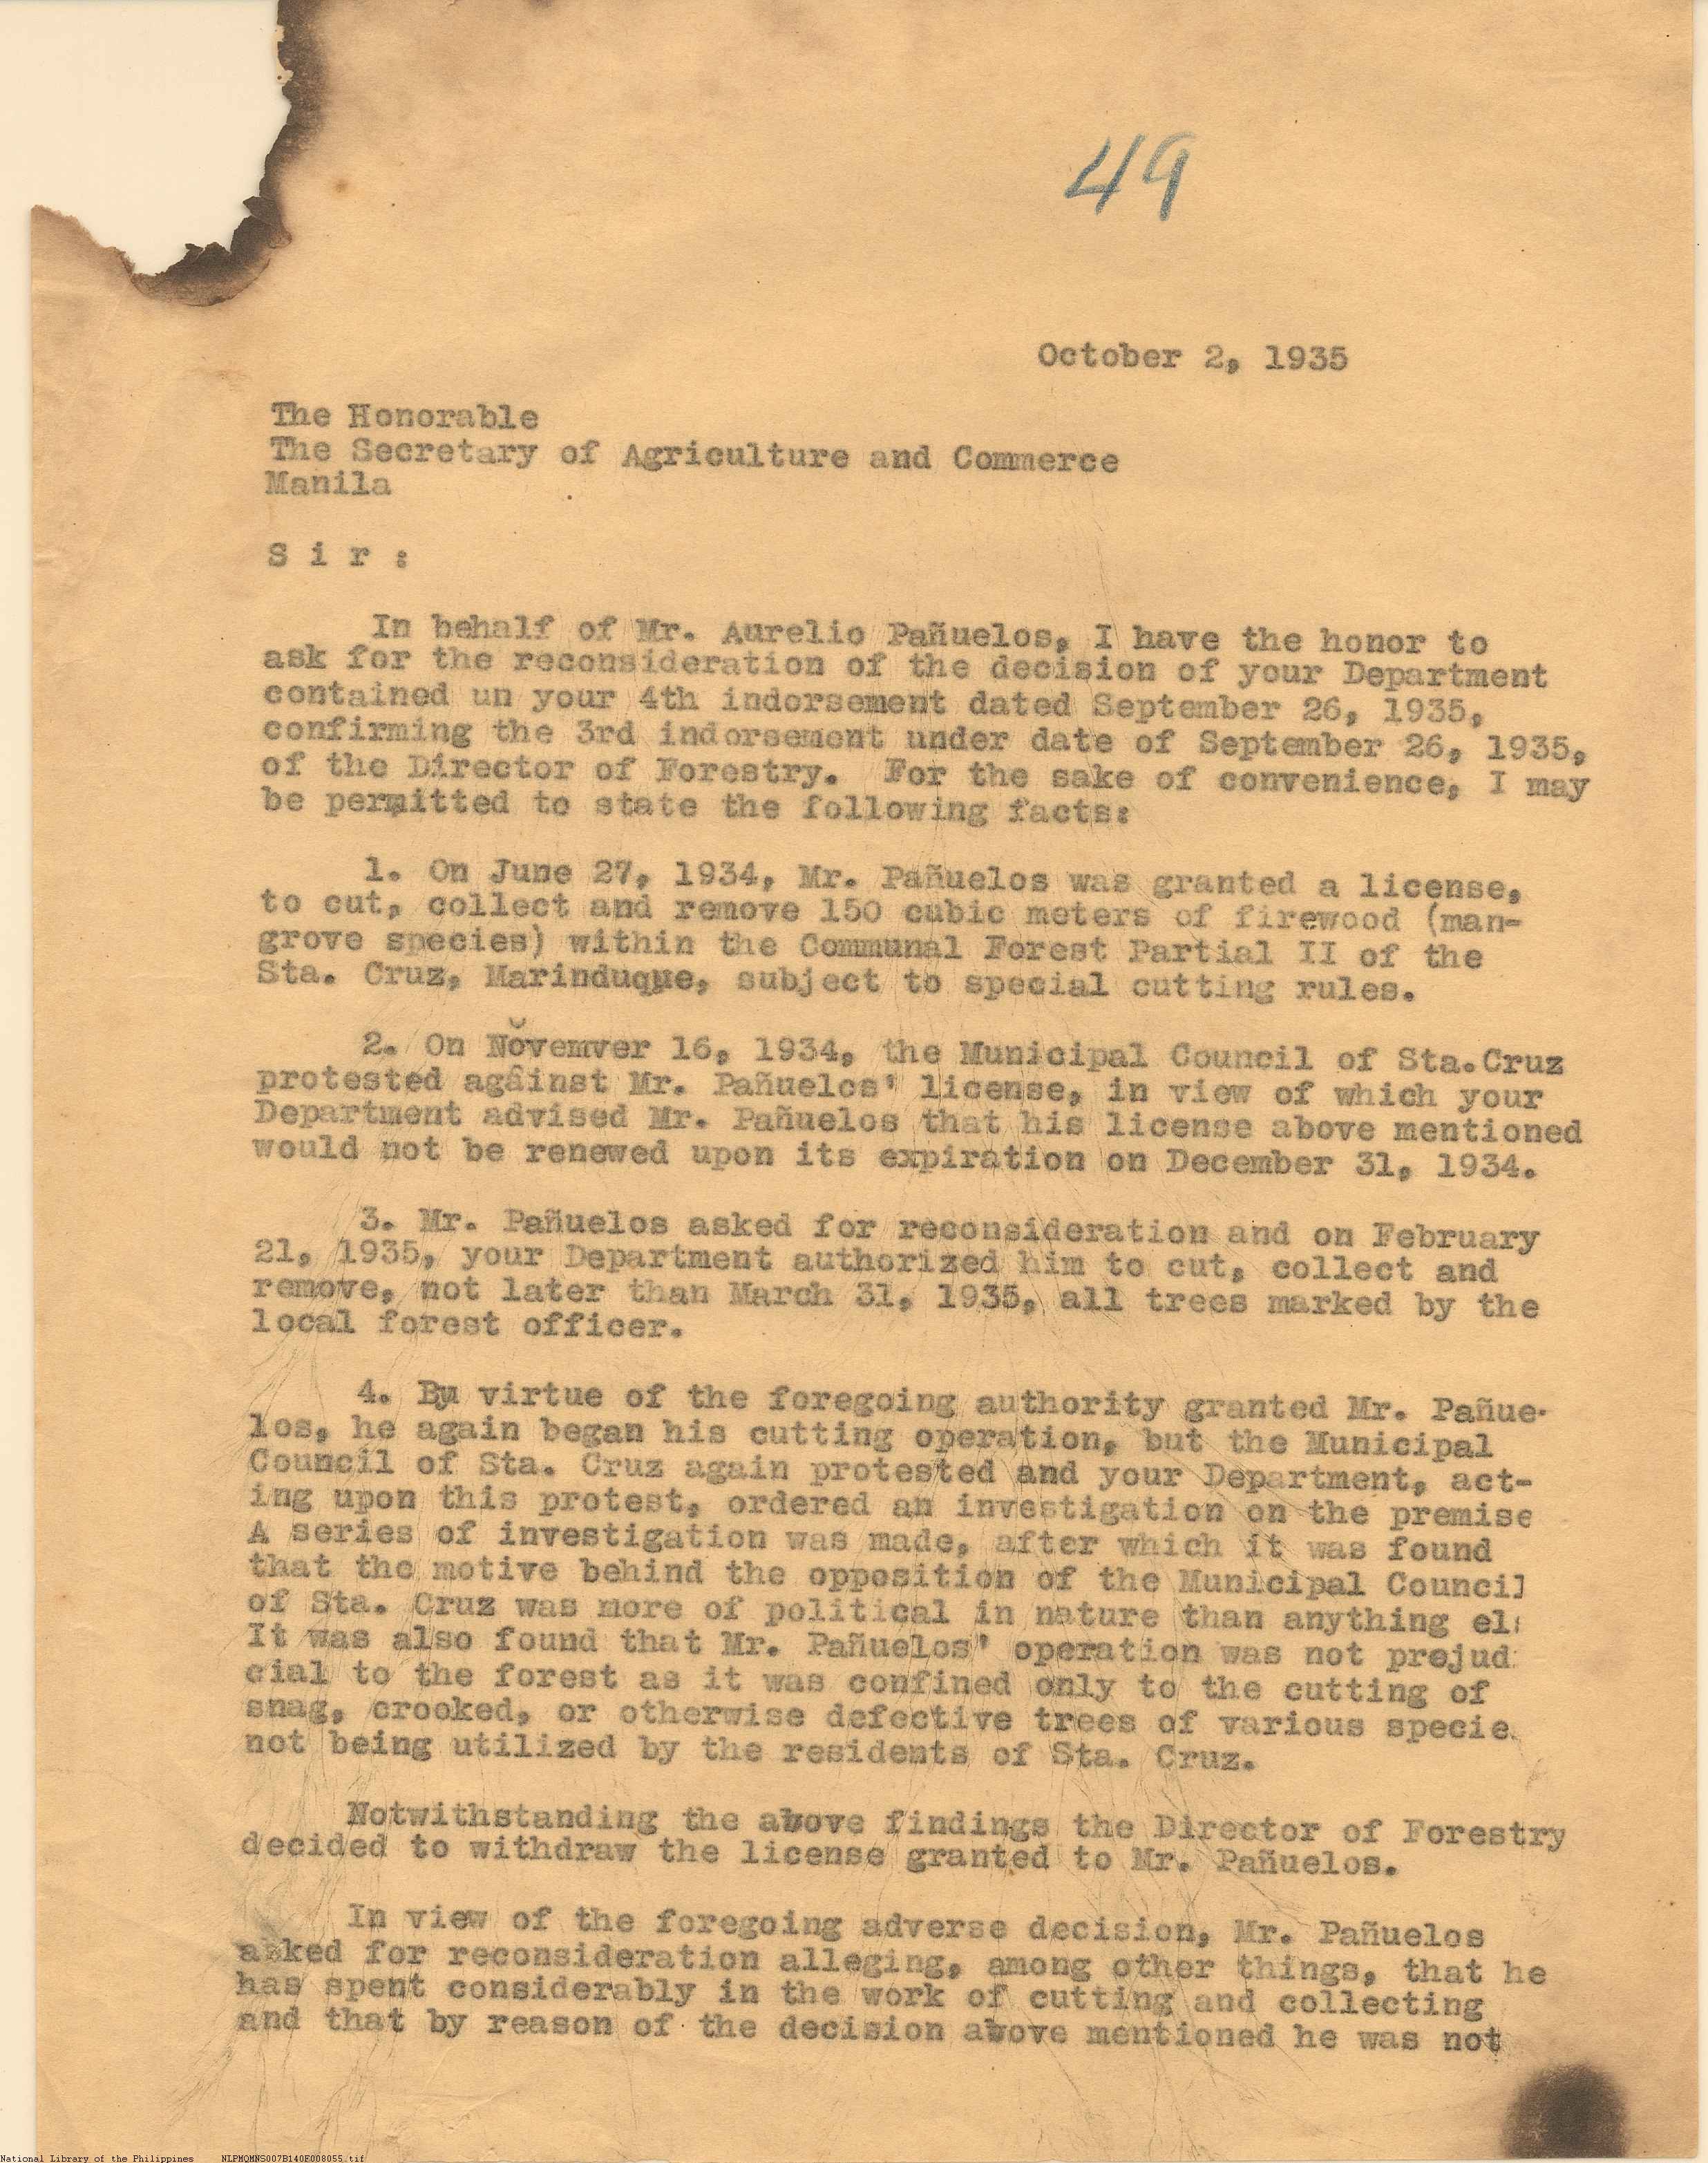 49
October 2, 1935
The Honorable
The Secretary of Agriculture and Commerce
Manila
S i r :
In behalf of Mr. Aurelio Pañuelos, I have the honor to
ask for the reconsideration of the decision of your Department
contained un your 4th indorsement dated September 26, 1935,
confirming the 3rd indorsement under date of September 26, 1935,
of the Director of Forestry. For the sake of convenience, I may
be permitted to state the following facts:
1. On June 27, 1934, Mr. Pañuelos was granted a license,
to cut, collect and remove 150 cubic meters of firewood (man-
grove species) within the Communal Forest Partial II of the
Sta. Cruz, Marinduque, subject to special cutting rules.
2. On Novemver 16, 1934, the Municipal Council of Sta.Cruz
protested against Mr. Pañuelos' license, in view of which your
Department advised Mr. Pañuelos that his license above mentioned
would not be renewed upon its expiration on December 31, 1934.
3. Mr. Pañuelos asked for reconsideration and on February
21, 1935, your Department authorized him to cut, collect and
remove, not later than March 31, 1935, all trees marked by the
local forest officer.
4. By virtue of the foregoing authority granted Mr. Pañue-
los, he again began his cutting operation, but the Municipal
Council of Sta. Cruz again protested and your Department, act-
ing upon this protest, ordered an investigation on the premise
A series of investigation was made, after which it was found
that the motive behind the opposition of the Municipal Council
of Sta. Cruz was more of political in nature than anything els
It was also found that Mr. Pañuelos' operation was not prejud
cial to the forest as it was confined only to the cutting of
snag, crooked, or otherwise defective trees of various specie
not being utilized by the residents of Sta. Cruz.
Notwithstanding the above findings the Director of Forestry
decided to withdraw the license granted to Mr. Pañuelos.
In view of the foregoing adverse decision, Mr. Pañuelos
asked for reconsideration alleging, among other things, that he
has spent considerably in the work of cutting and collecting
and that by reason of the decision above mentioned he was not
National Library of the Philippines NLPMQMNS007B140E008055.tif